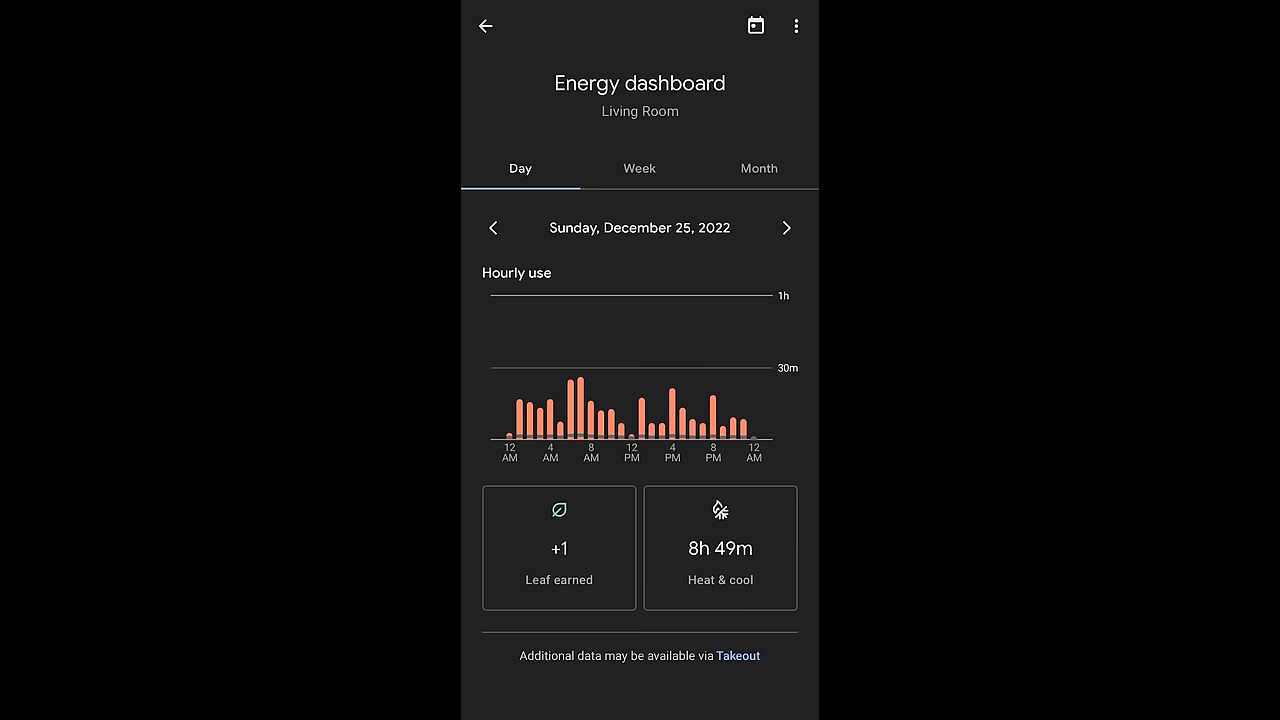 Energy dashboard
Living Room
Day Week Month
Sunday, December 25, 2022
Hourly use
1h
30m
12 4 8 12 4 8 12
AM AM AM PM PM PM AM
+1 8h 49m
Leaf earned Heat & cool
Additional data may be available via Takeout